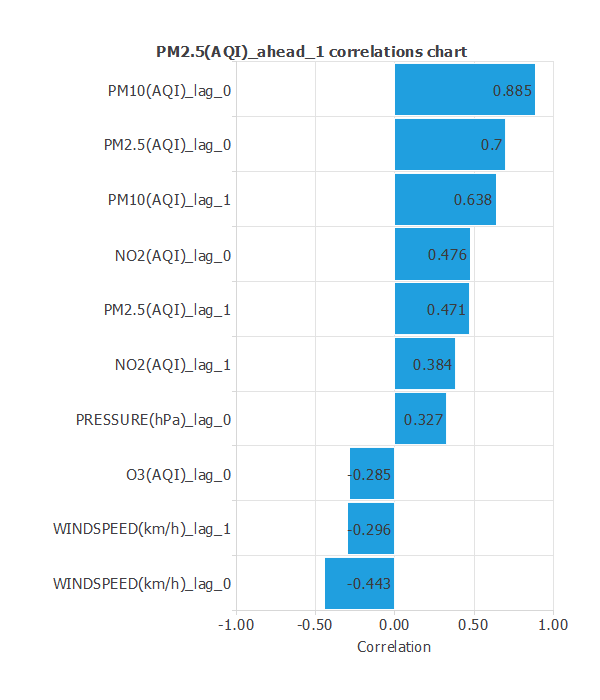 PM2.5(AQI)_ahead_1 correlations chart
PM10(AQI)_lag_0 0.885
PM2.5(AQI)_lag_0 0.7
PM10(AQI)_lag_1 0.638
NO2(AQI)_lag_0 0.476
PM2.5(AQI)_lag_1 0.471
NO2(AQI)_lag_1 0.384
PRESSURE(hPa)_lag_0 0.327
O3(AQI)_lag_0 -0.285
WINDSPEED(km/h)_lag_1 -0.296
WINDSPEED(km/h)_lag_0 -0.443
-1.00 -0.50 0.00 0.50 1.00
Correlation